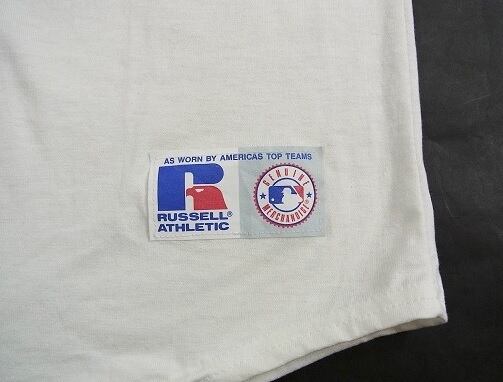 AS WORN BY AMERICAS TOP TEAMS
RUSSELL®
ATHLETIC
GENUINE
MERCHANDISE